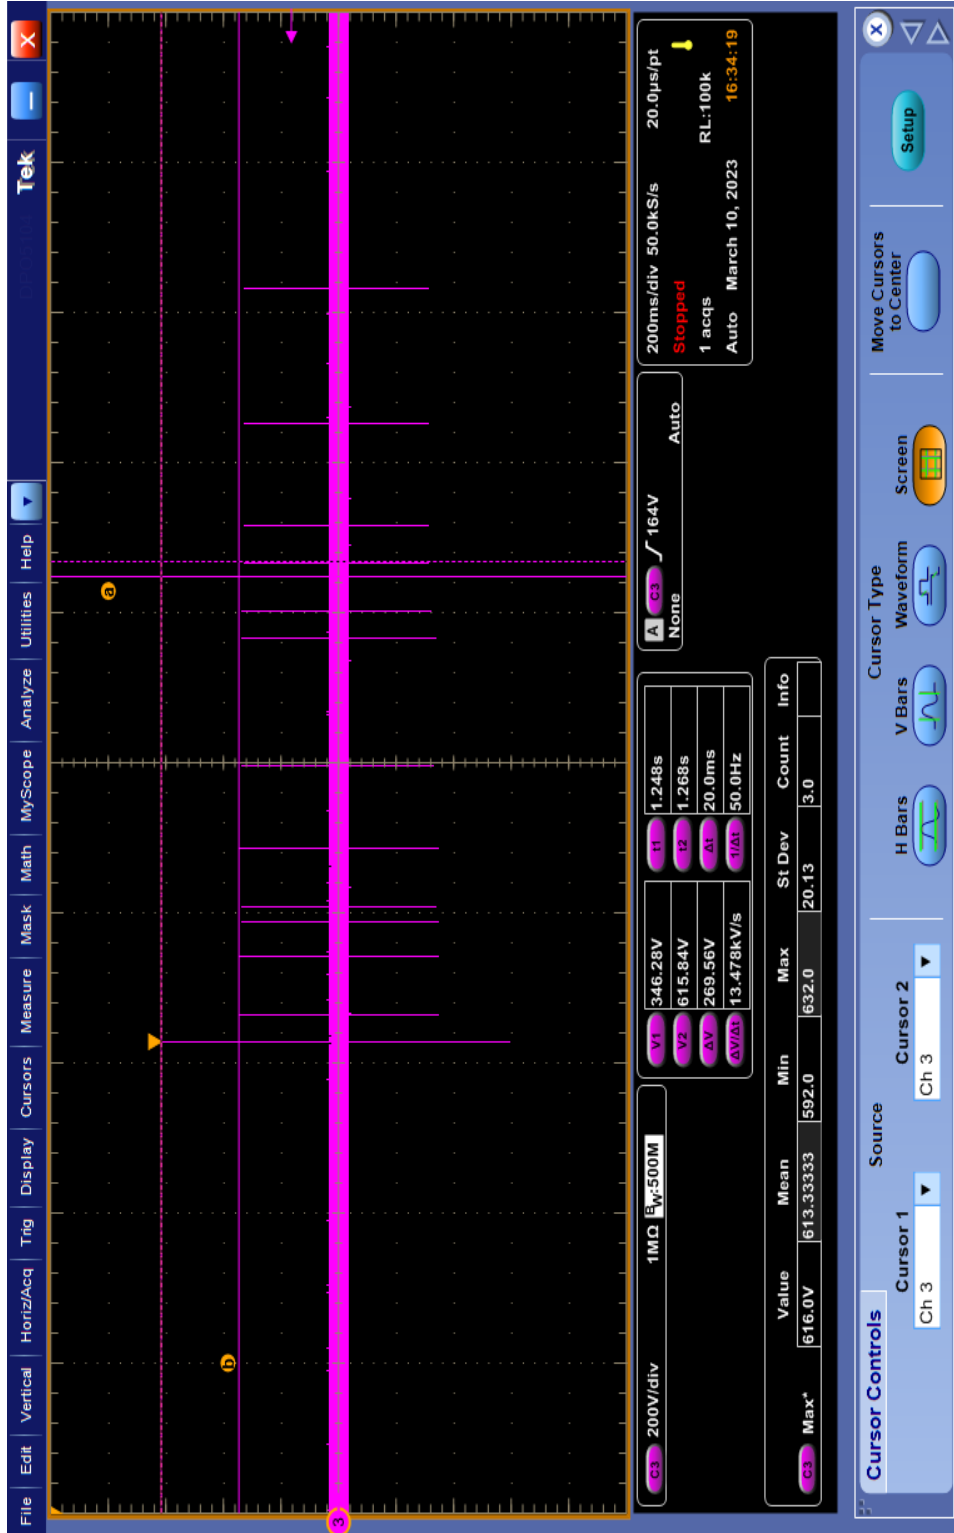 File Edit Vertical Horiz/Acq Trig Display Cursors Measure Mask Math MyScope Analyze Utilities Help Tek X
a
b
3
C3 200V/div 1MΩ BW:500M
V1 346.28V t1 1.248s
V2 615.84V t2 1.268s
ΔV 269.56V Δt 20.0ms
ΔV/Δt 13.478kV/s 1/Δt 50.0Hz
A C3 164V
None Auto
200ms/div 50.0kS/s 20.0µs/pt
Stopped
1 acqs RL:100k
Auto March 10, 2023 16:34:19
Value Mean Min Max St Dev Count Info
C3 Max* 616.0V 613.33333 592.0 632.0 20.13 3.0
Cursor Controls
Source
Cursor 1
Ch 3
Cursor 2
Ch 3
Cursor Type
H Bars
V Bars
Waveform
Screen
Move Cursors
to Center
Setup
X